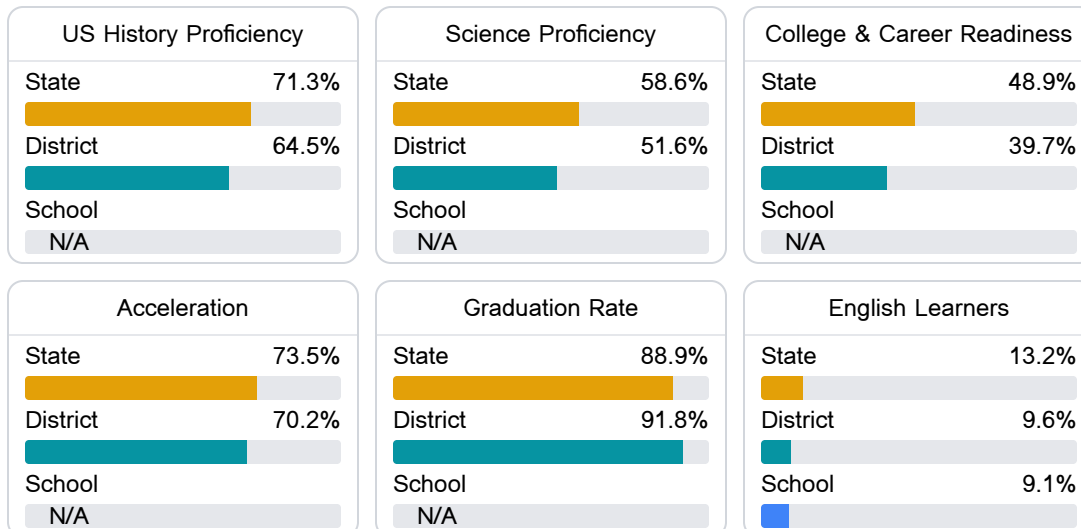 US History Proficiency
State 71.3%
District 64.5%
School
N/A
Science Proficiency
State 58.6%
District 51.6%
School
N/A
College & Career Readiness
State 48.9%
District 39.7%
School
N/A
Acceleration
State 73.5%
District 70.2%
School
N/A
Graduation Rate
State 88.9%
District 91.8%
School
N/A
English Learners
State 13.2%
District 9.6%
School 9.1%